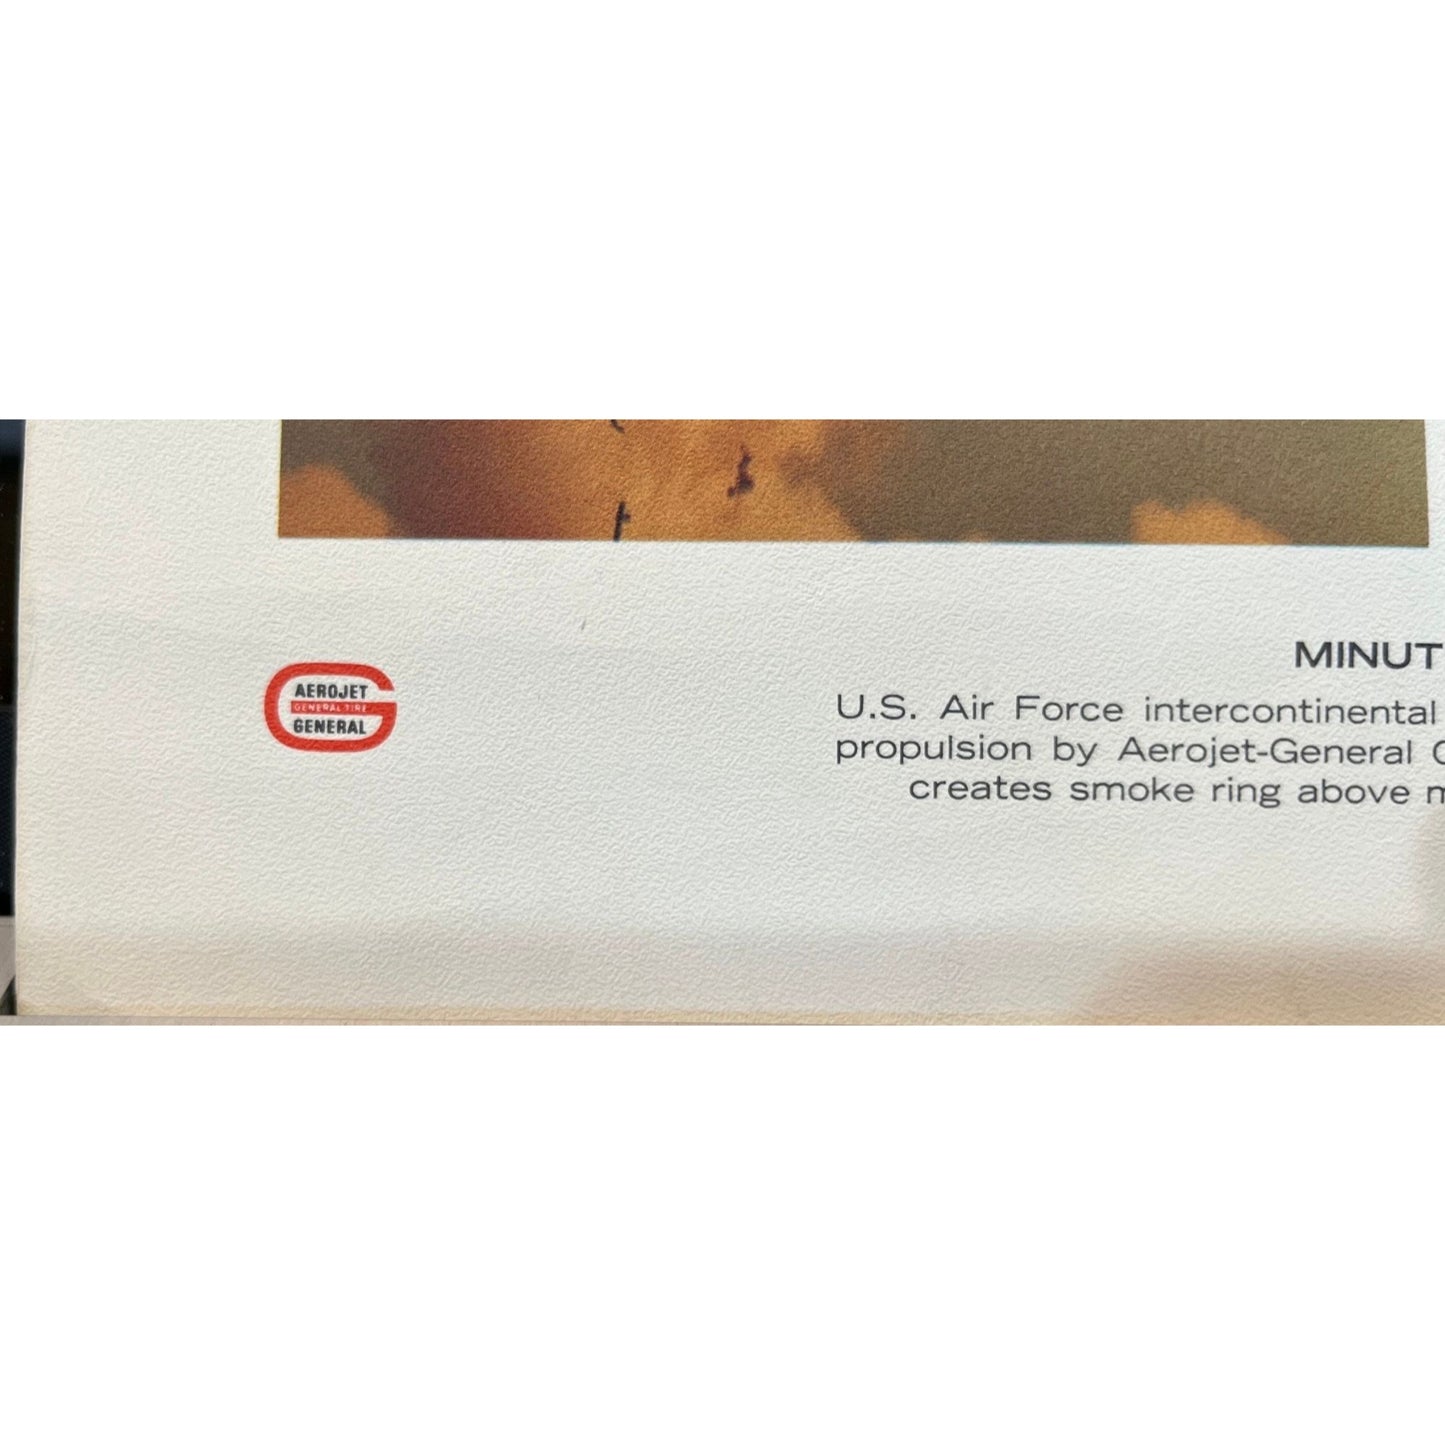 AEROJET
GENERAL TIRE
GENERAL
MINUT
U.S. Air Force intercontinental
propulsion by Aerojet-General
creates smoke ring above